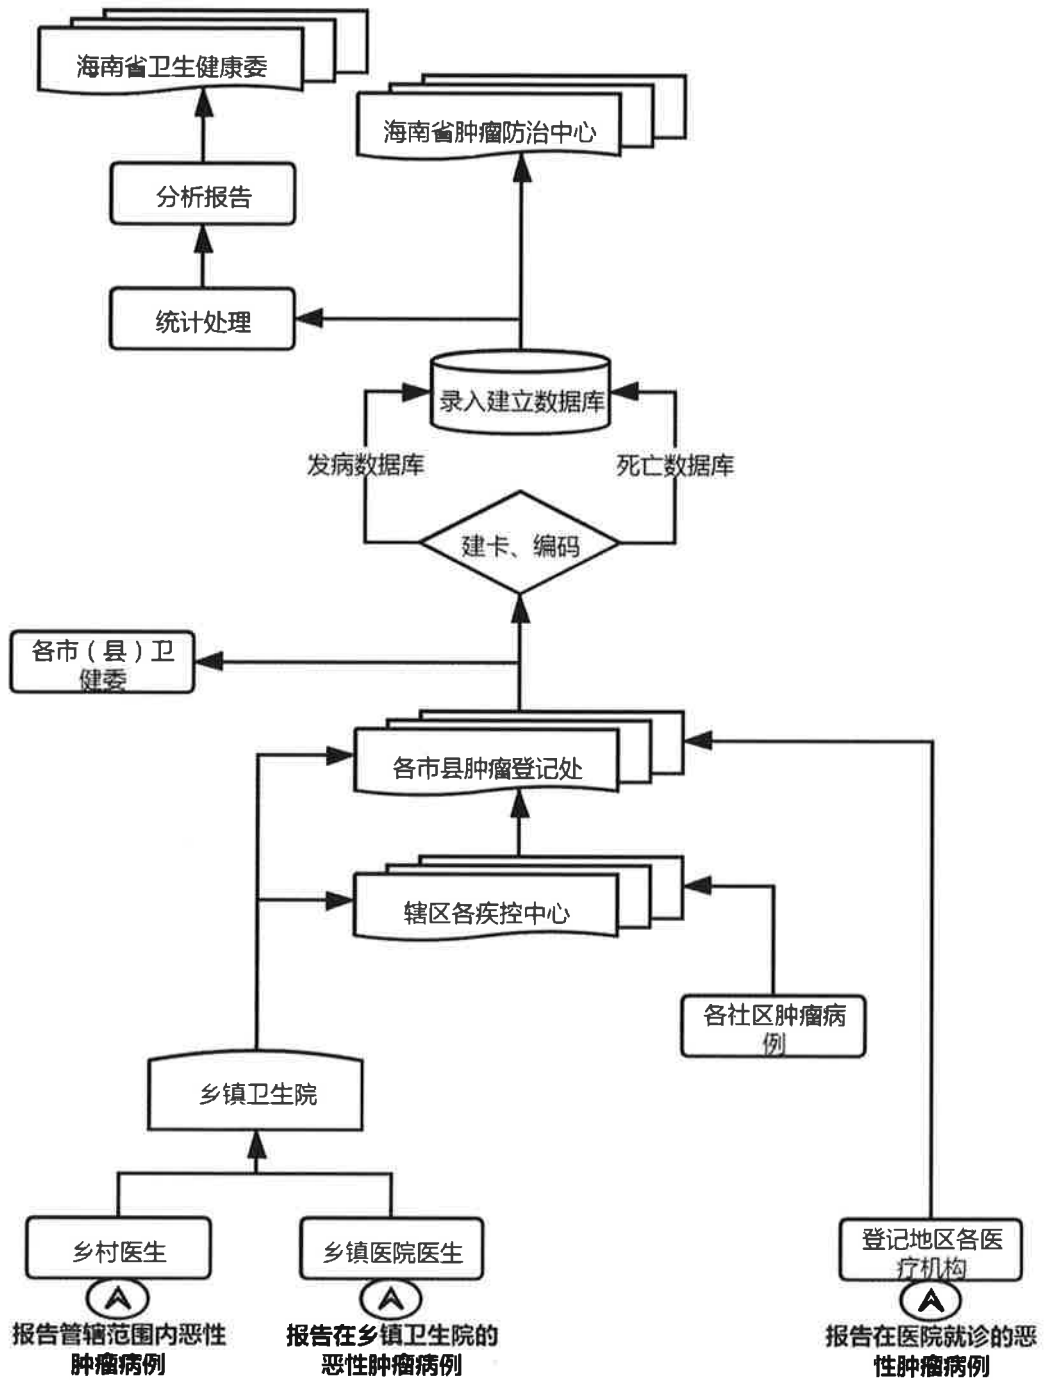 海南省卫生健康委
海南省肿瘤防治中心
分析报告
统计处理
录入建立数据库
发病数据库
死亡数据库
建卡、编码
各市（县）卫
健委
各市县肿瘤登记处
辖区各疾控中心
各社区肿瘤病
例
乡镇卫生院
乡村医生
乡镇医院医生
登记地区各医
疗机构
报告管辖范围内恶性
肿瘤病例
报告在乡镇卫生院的
恶性肿瘤病例
报告在医院就诊的恶
性肿瘤病例